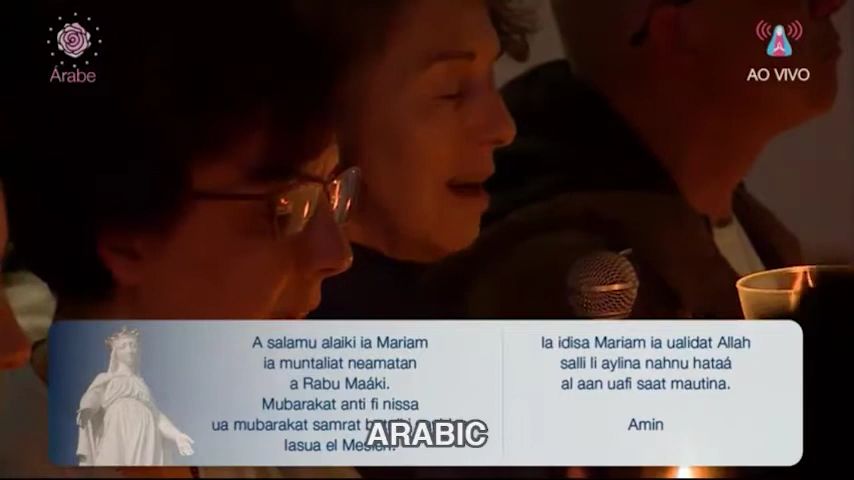 Árabe
AO VIVO
A salamu alaiki ia Mariam
ia muntaliat neamatan
a Rabu Maáki.
Mubarakat anti fi nissa
ua mubarakat samrat
Iasua el
Ia idisa Mariam ia ualidat Allah
salli li aylina nahnu hataá
al aan uafi saat mautina.
Amin
ARABIC